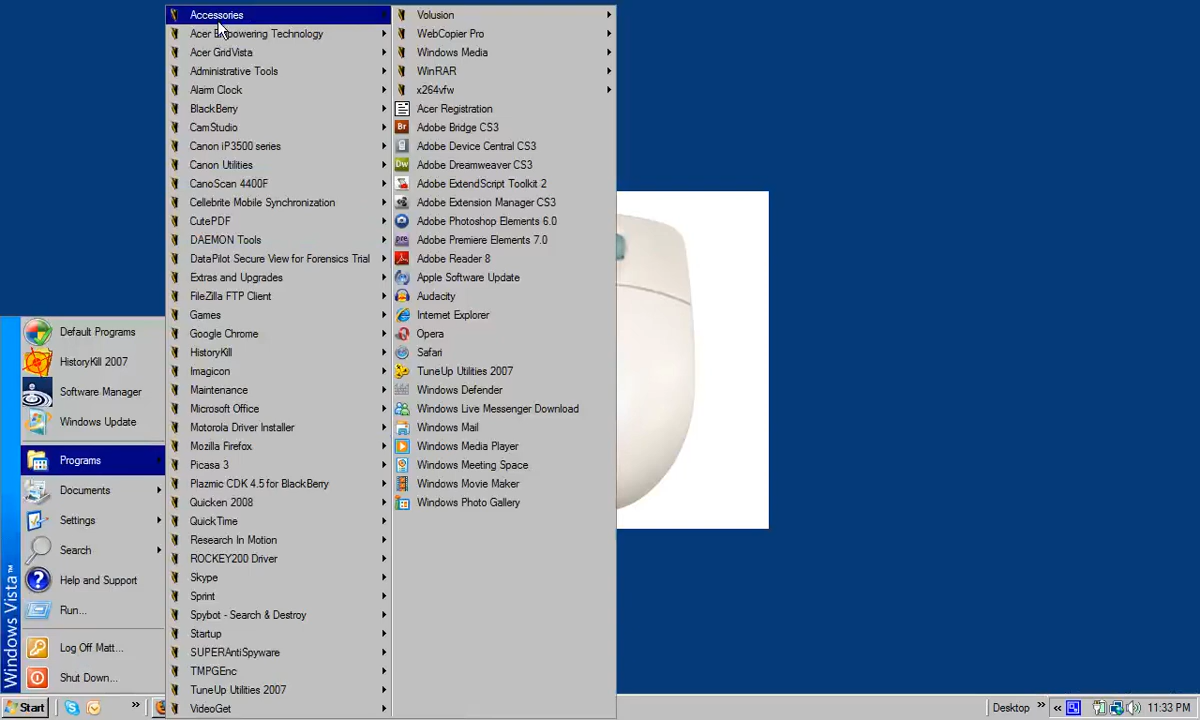 Accessories
Acer Empowering Technology
Acer GridVista
Administrative Tools
Alarm Clock
BlackBerry
CamStudio
Canon iP3500 series
Canon Utilities
CanoScan 4400F
Cellebrite Mobile Synchronization
CutePDF
DAEMON Tools
DataPilot Secure View for Forensics Trial
Extras and Upgrades
FileZilla FTP Client
Games
Google Chrome
HistoryKill
Imagicon
Maintenance
Microsoft Office
Motorola Driver Installer
Mozilla Firefox
Picasa 3
Plazmic CDK 4.5 for BlackBerry
Quicken 2008
QuickTime
Research In Motion
ROCKEY200 Driver
Skype
Sprint
Spybot - Search & Destroy
Startup
SUPERAntiSpyware
TMPGEnc
TuneUp Utilities 2007
VideoGet
Volusion
WebCopier Pro
Windows Media
WinRAR
x264vfw
Acer Registration
Br Adobe Bridge CS3
Adobe Device Central CS3
Dw Adobe Dreamweaver CS3
Adobe ExtendScript Toolkit 2
Adobe Extension Manager CS3
Adobe Photoshop Elements 6.0
pre Adobe Premiere Elements 7.0
Adobe Reader 8
Apple Software Update
Audacity
Internet Explorer
Opera
Safari
TuneUp Utilities 2007
Windows Defender
Windows Live Messenger Download
Windows Mail
Windows Media Player
Windows Meeting Space
Windows Movie Maker
Windows Photo Gallery
Default Programs
HistoryKill 2007
Software Manager
Windows Update
Programs
Documents
Settings
Search
Help and Support
Run...
Log Off Matt...
Shut Down...
Windows Vista™
Start
Desktop
11:33 PM